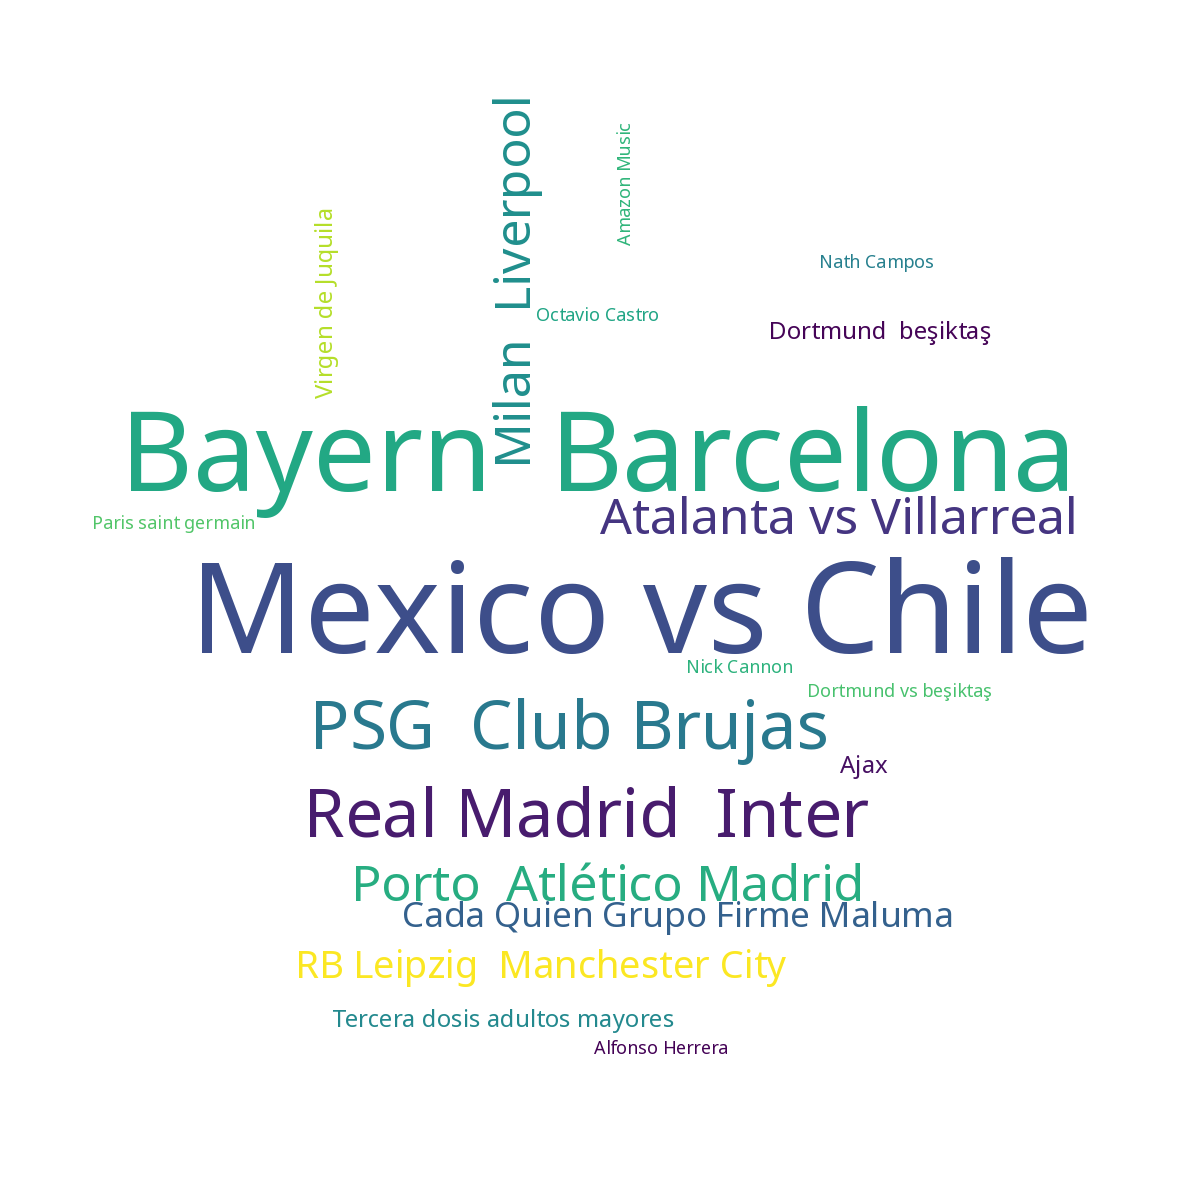 Milan Liverpool
Amazon Music
Virgen de Juquila
Nath Campos
Octavio Castro
Dortmund beşiktaş
Bayern Barcelona
Paris saint germain
Atalanta vs Villarreal
Mexico vs Chile
Nick Cannon
Dortmund vs beşiktaş
PSG Club Brujas
Ajax
Real Madrid Inter
Porto Atlético Madrid
Cada Quien Grupo Firme Maluma
RB Leipzig Manchester City
Tercera dosis adultos mayores
Alfonso Herrera